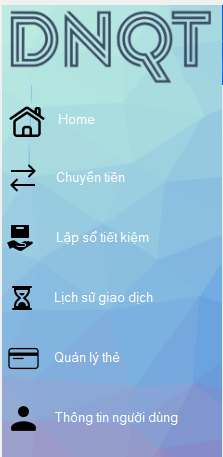 DNQT
Home
Chuyển tiền
Lập sổ tiết kiệm
Lịch sử giao dịch
Quản lý thẻ
Thông tin người dùng